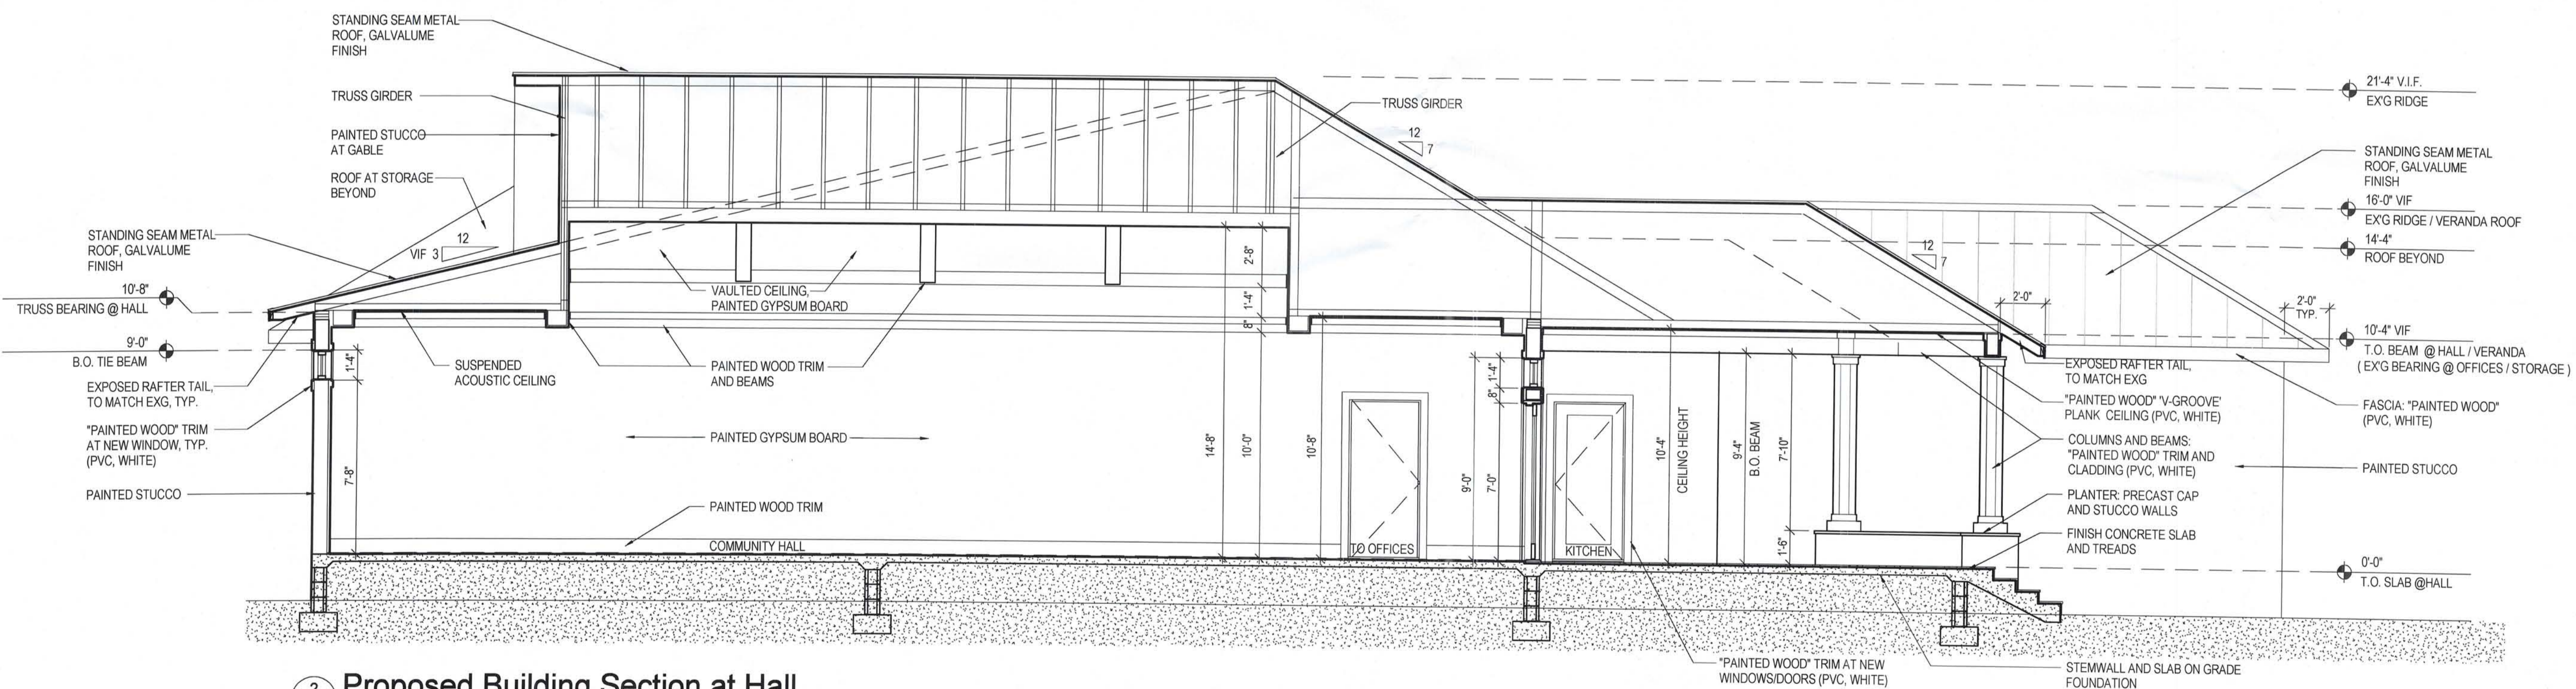 STANDING SEAM METAL
ROOF, GALVALUME
FINISH
TRUSS GIRDER
PAINTED STUCCO
AT GABLE
ROOF AT STORAGE
BEYOND
STANDING SEAM METAL
ROOF, GALVALUME
FINISH
12
VIF 3
10'-8"
TRUSS BEARING @ HALL
9'-0"
B.O. TIE BEAM
EXPOSED RAFTER TAIL,
TO MATCH EXG, TYP.
"PAINTED WOOD" TRIM
AT NEW WINDOW, TYP.
(PVC, WHITE)
PAINTED STUCCO
1'-4"
7'-8"
SUSPENDED
ACOUSTIC CEILING
VAULTED CEILING,
PAINTED GYPSUM BOARD
PAINTED WOOD TRIM
AND BEAMS
PAINTED GYPSUM BOARD
PAINTED WOOD TRIM
COMMUNITY HALL
14'-8"
2'-8"
1'-4"
8"
10'-0"
10'-8"
TRUSS GIRDER
12
7
TO OFFICES
9'-0"
1'-4"
8"
7'-0"
KITCHEN
10'-4"
CEILING HEIGHT
9'-4"
B.O. BEAM
7'-10"
1'-6"
12
7
2'-0"
2'-0"
TYP.
21'-4" V.I.F.
EX'G RIDGE
STANDING SEAM METAL
ROOF, GALVALUME
FINISH
16'-0" VIF
EX'G RIDGE / VERANDA ROOF
14'-4"
ROOF BEYOND
10'-4" VIF
T.O. BEAM @ HALL / VERANDA
( EX'G BEARING @ OFFICES / STORAGE )
EXPOSED RAFTER TAIL,
TO MATCH EXG
"PAINTED WOOD" 'V-GROOVE'
PLANK CEILING (PVC, WHITE)
FASCIA: "PAINTED WOOD"
(PVC, WHITE)
COLUMNS AND BEAMS:
"PAINTED WOOD" TRIM AND
CLADDING (PVC, WHITE)
PAINTED STUCCO
PLANTER: PRECAST CAP
AND STUCCO WALLS
FINISH CONCRETE SLAB
AND TREADS
0'-0"
T.O. SLAB @HALL
"PAINTED WOOD" TRIM AT NEW
WINDOWS/DOORS (PVC, WHITE)
STEMWALL AND SLAB ON GRADE
FOUNDATION
2
Proposed Building Section at Hall